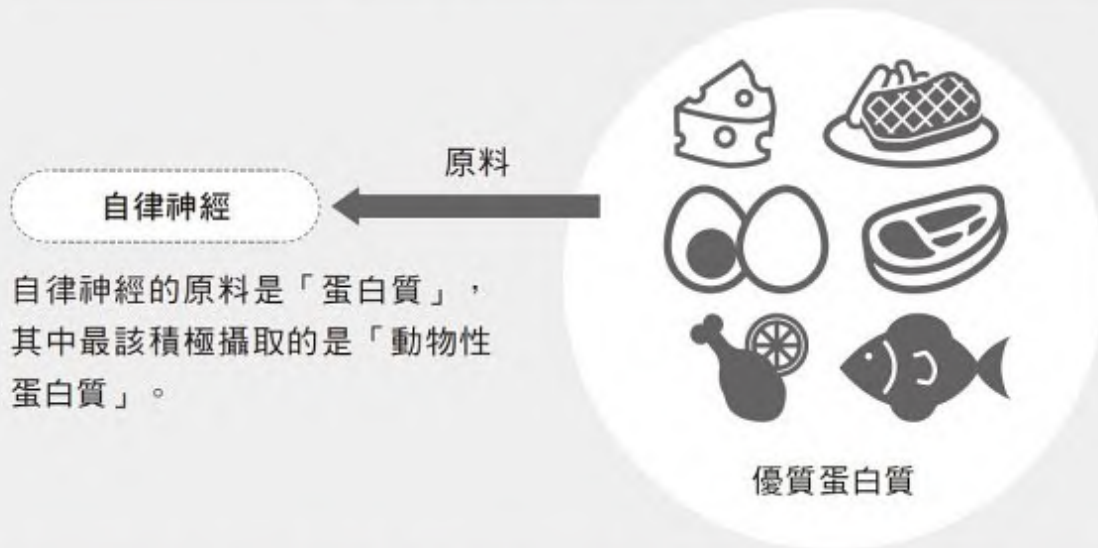 原料
自律神經
自律神經的原料是「蛋白質」，
其中最該積極攝取的是「動物性
蛋白質」。
優質蛋白質